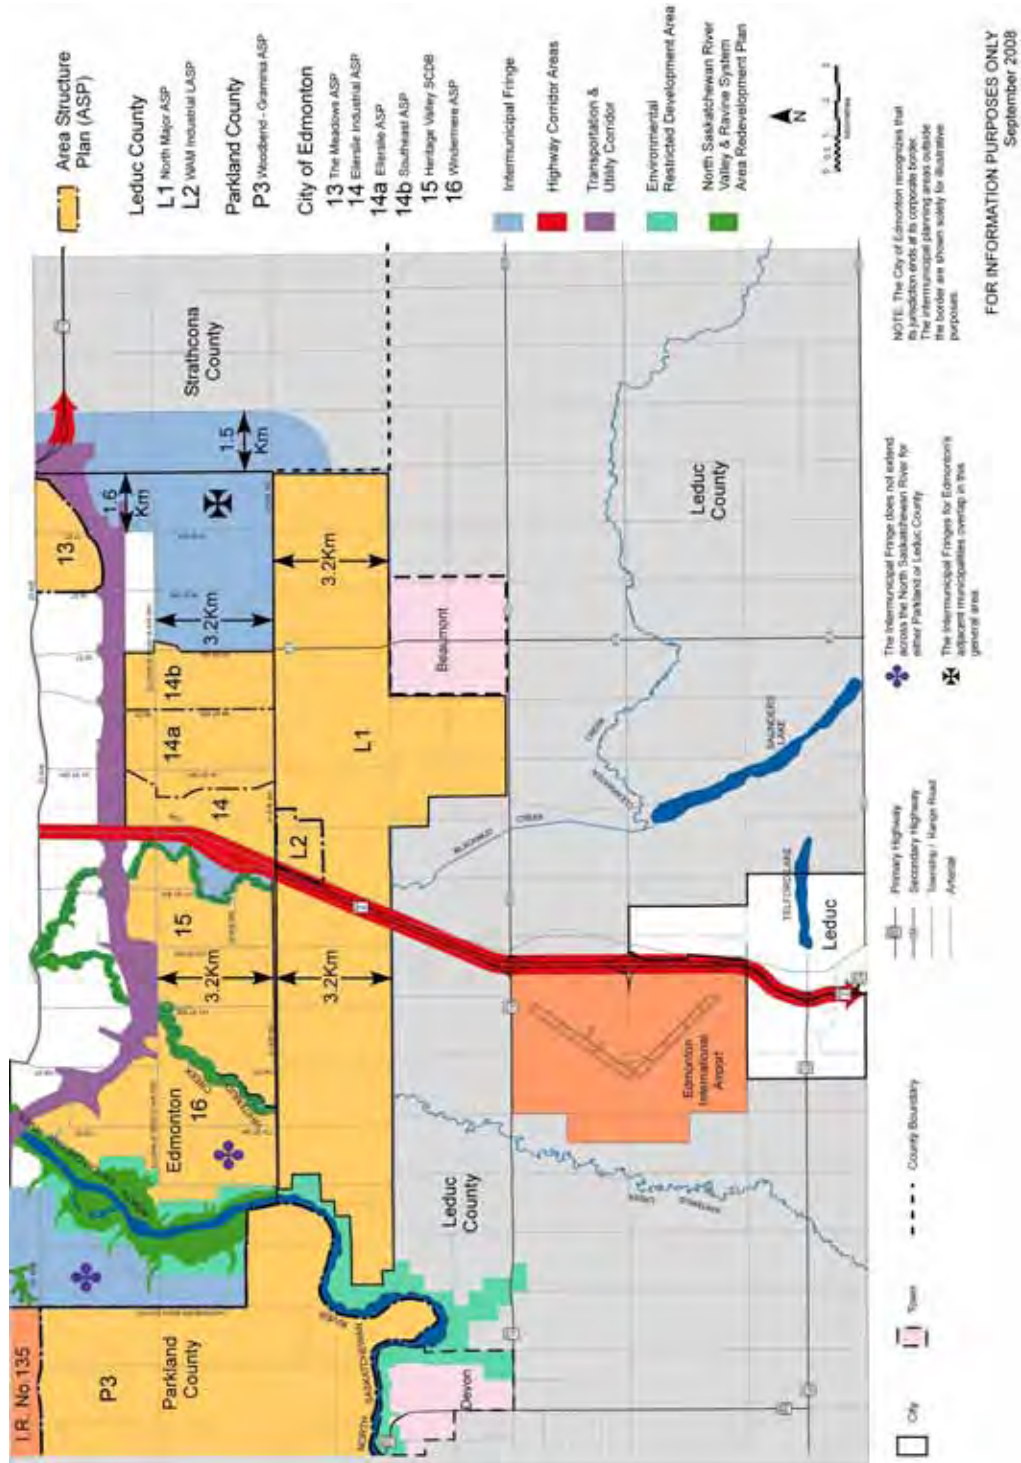 Area Structure
Plan (ASP)
Leduc County
L1 North Major ASP
L2 WAM Industrial LASP
Parkland County
P3 Woodbend - Graminia ASP
City of Edmonton
13 The Meadows ASP
14 Ellerslie Industrial ASP
14a Ellerslie ASP
14b Southeast ASP
15 Heritage Valley SCDB
16 Windermere ASP
Intermunicipal Fringe
Highway Corridor Areas
Transportation &
Utility Corridor
Environmental
Restricted Development Area
North Saskatchewan River
Valley & Ravine System
Area Redevelopment Plan
N
NOTE: The City of Edmonton recognizes that
its jurisdiction ends at its corporate border.
The intermunicipal planning areas outside
the border are shown solely for illustrative
purposes.
FOR INFORMATION PURPOSES ONLY
September 2008
I.R. No.135
P3
Parkland
County
Edmonton
16
15
14
14a
14b
13
3.2Km
3.2Km
3.2Km
3.2Km
1.6
Km
1.5
Km
Strathcona
County
L1
L2
Beaumont
NORTH SASKATCHEWAN RIVER
Devon
Leduc
County
Edmonton
International
Airport
BLACKMUD CREEK
CREEK
SAUNDERS
LAKE
TELFORD LAKE
Leduc
Leduc
County
The Intermunicipal Fringe does not extend
across the North Saskatchewan River for
either Parkland or Leduc County
The Intermunicipal Fringes for Edmonton's
adjacent municipalities overlap in this
general area.
City
Town
County Boundary
Primary Highway
Secondary Highway
Township / Range Road
Arterial